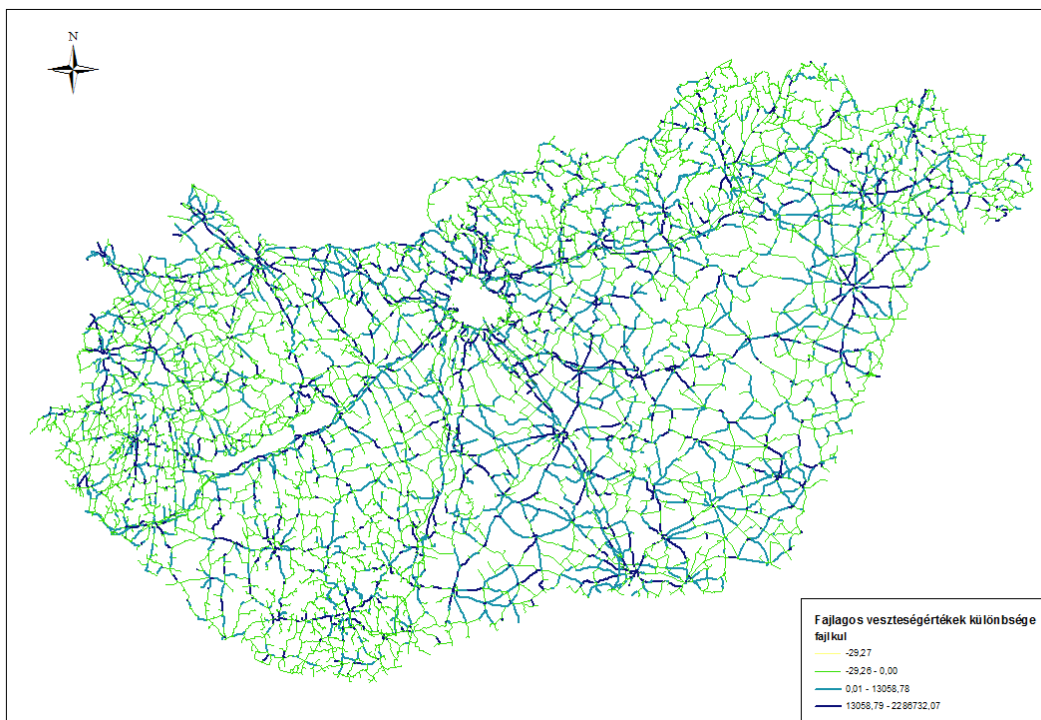 N
Fajlagos veszteségértékek különbsége
fajlkul
-29,27
-29,26 - 0,00
0,01 - 13058,78
13058,79 - 2286732,07